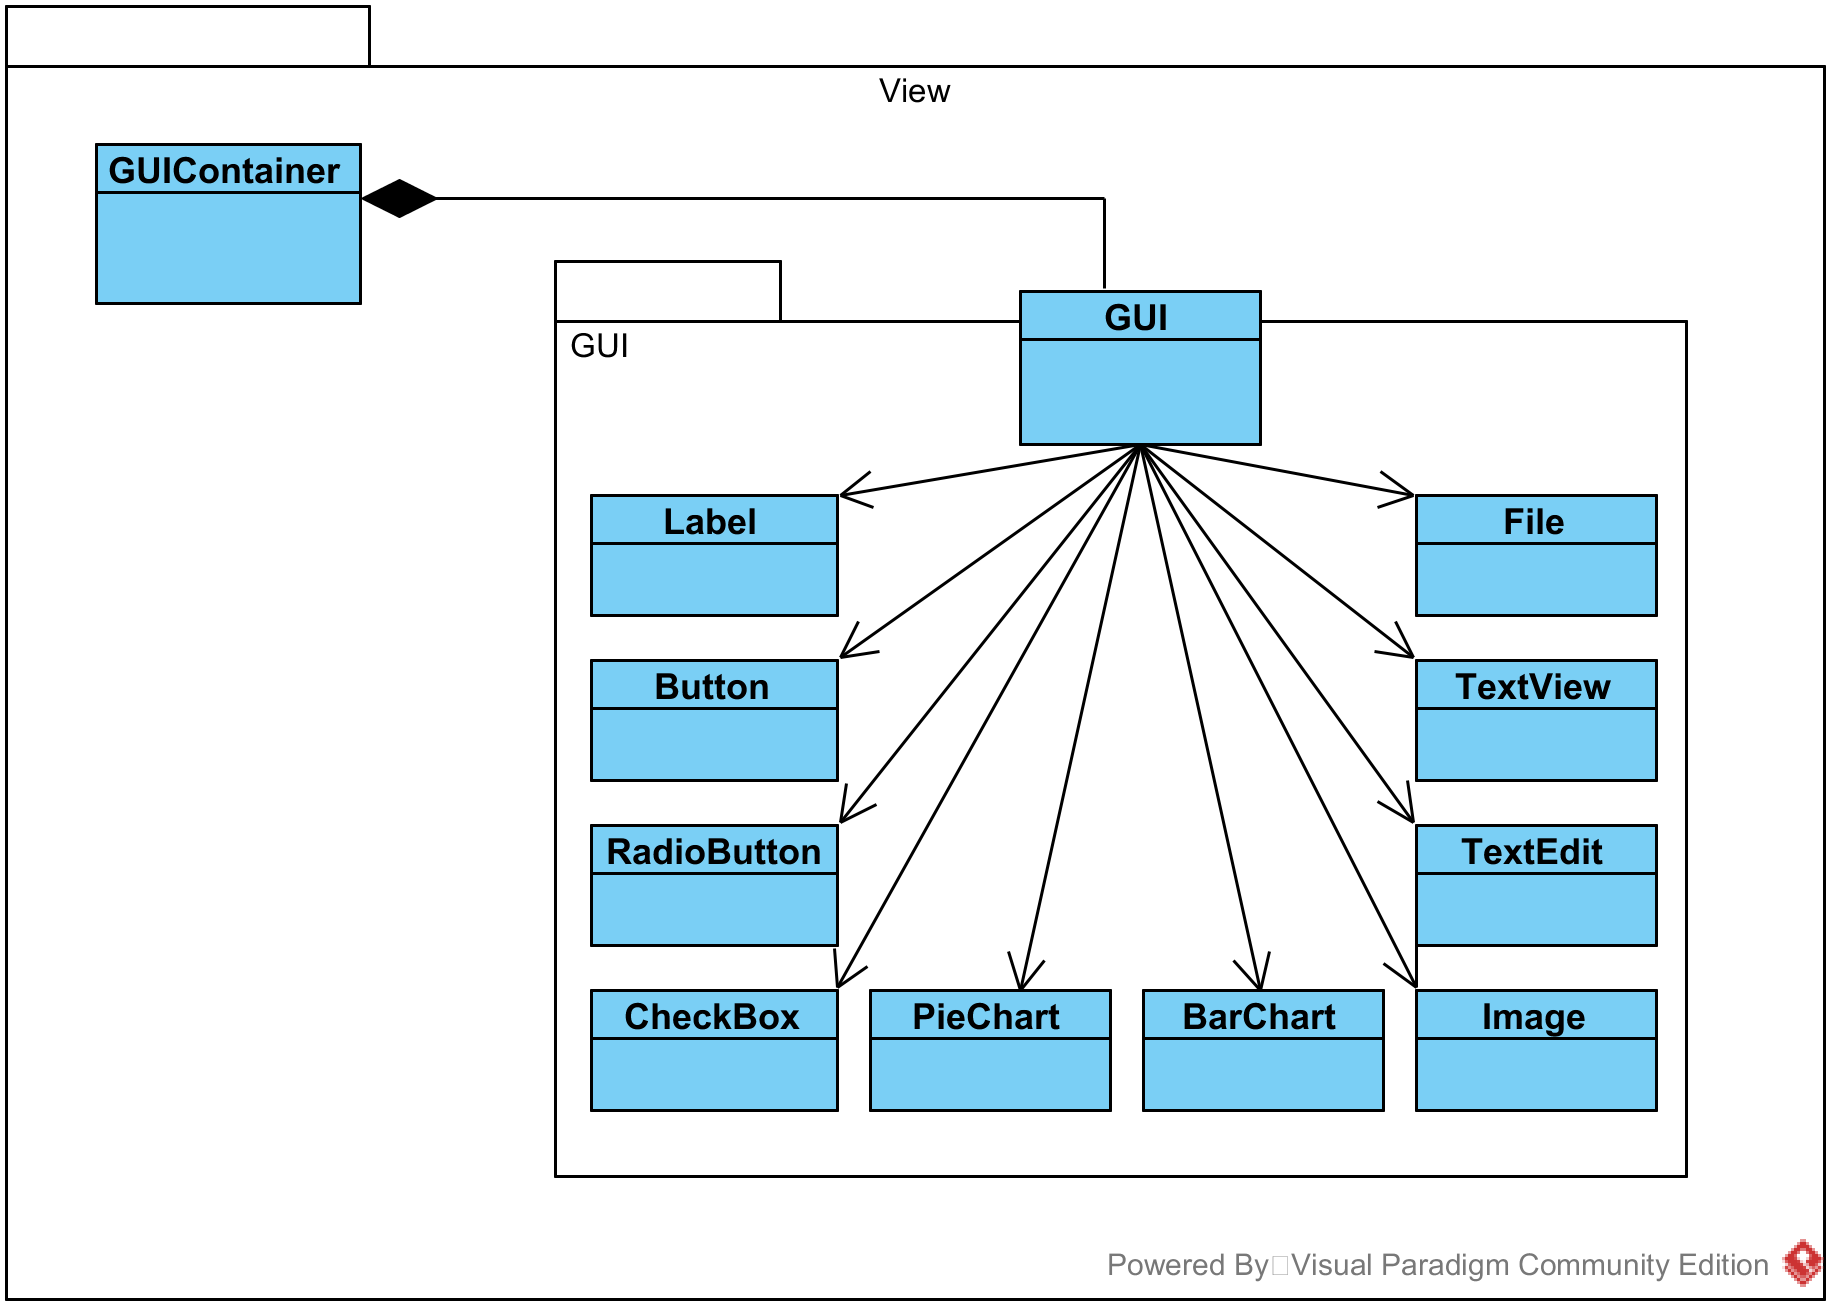 View
GUIContainer
GUI
GUI
Label
File
Button
TextView
RadioButton
TextEdit
CheckBox
PieChart
BarChart
Image
Powered By Visual Paradigm Community Edition